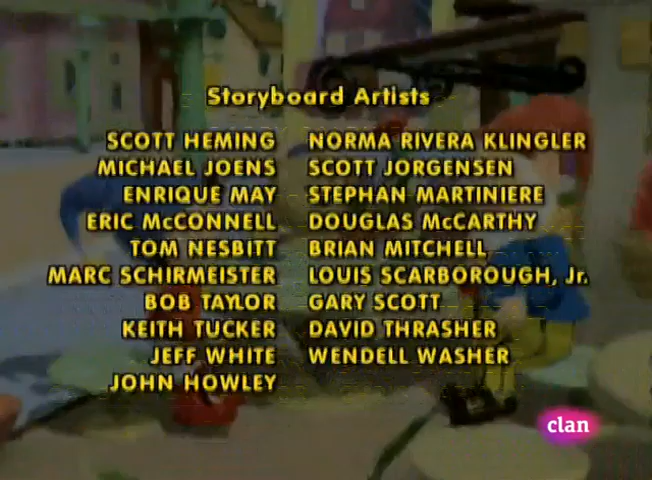 Storyboard Artists
SCOTT HEMING NORMA RIVERA KLINGLER
MICHAEL JOENS SCOTT JORGENSEN
ENRIQUE MAY STEPHAN MARTINIERE
ERIC McCONNELL DOUGLAS McCARTHY
TOM NESBITT BRIAN MITCHELL
MARC SCHIRMEISTER LOUIS SCARBOROUGH, Jr.
BOB TAYLOR GARY SCOTT
KEITH TUCKER DAVID THRASHER
JEFF WHITE WENDELL WASHER
JOHN HOWLEY
clan